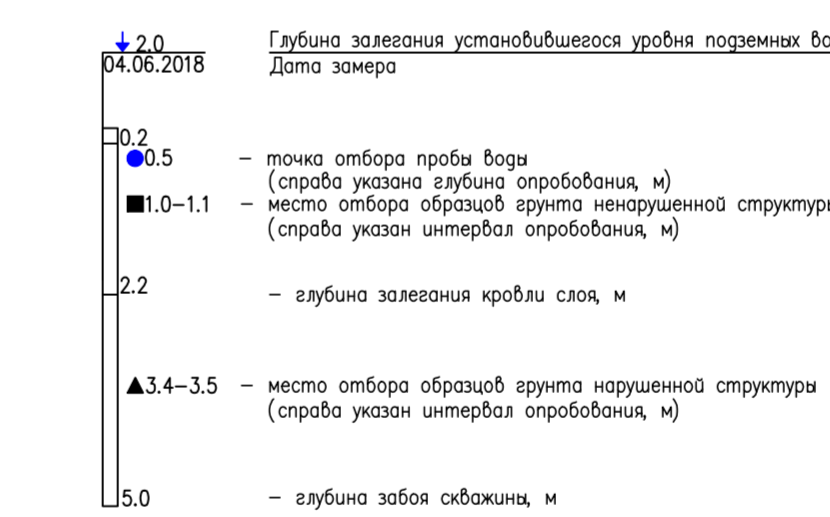 2.0 Глубина залегания установившегося уровня подземных
04.06.2018 Дата замера
0.2
0.5 – точка отбора пробы воды
(справа указана глубина опробования, м)
1.0–1.1 – место отбора образцов грунта ненарушенной структуры
(справа указан интервал опробования, м)
2.2 – глубина залегания кровли слоя, м
3.4–3.5 – место отбора образцов грунта нарушенной структуры
(справа указан интервал опробования, м)
5.0 – глубина забоя скважины, м